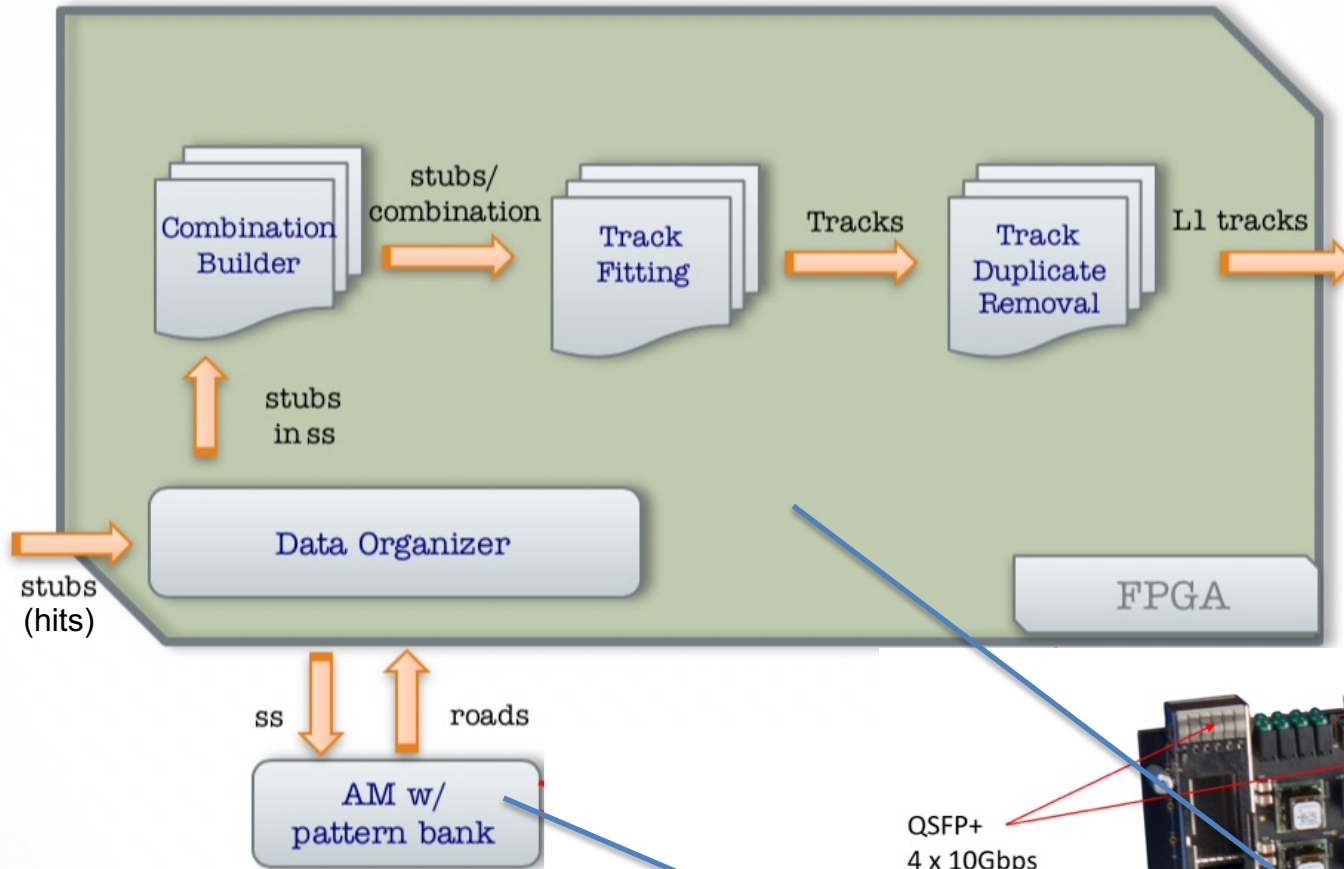 stubs/
combination
Combination
Builder
Track
Fitting
Tracks
Track
Duplicate
Removal
L1 tracks
stubs
in ss
stubs
(hits)
Data Organizer
FPGA
ss
roads
AM w/
pattern bank
QSFP+
4 x 10Gbps